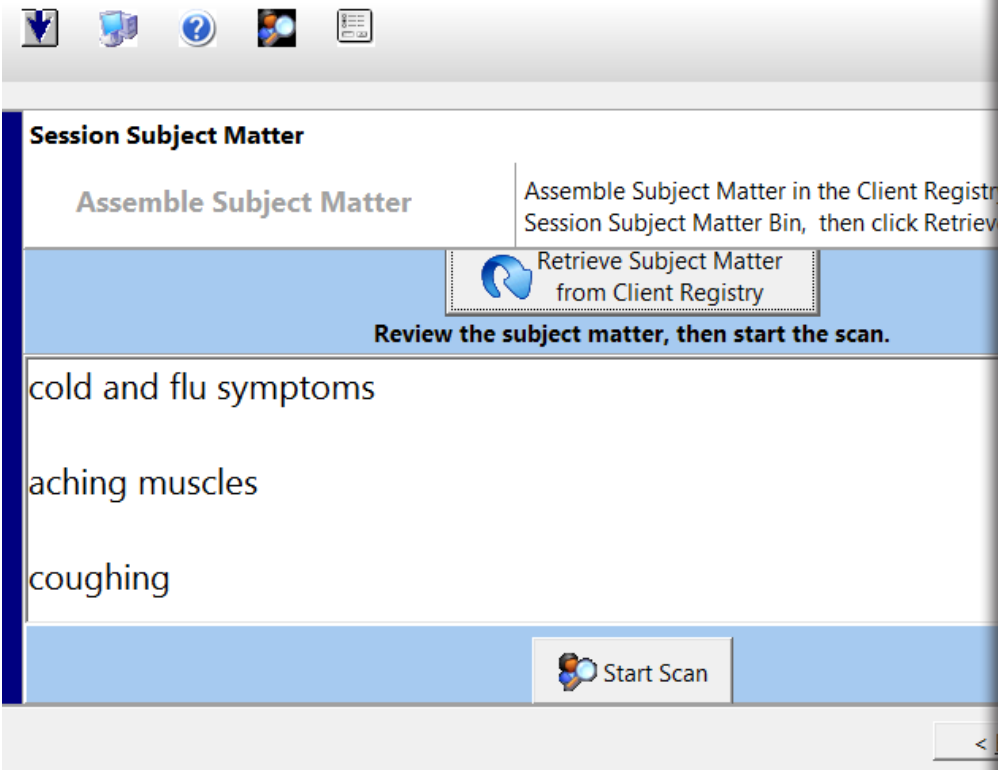 Session Subject Matter
Assemble Subject Matter
Assemble Subject Matter in the Client
Session Subject Matter Bin, then click
Retrieve Subject Matter
from Client Registry
Review the subject matter, then start the scan.
cold and flu symptoms
aching muscles
coughing
Start Scan
<